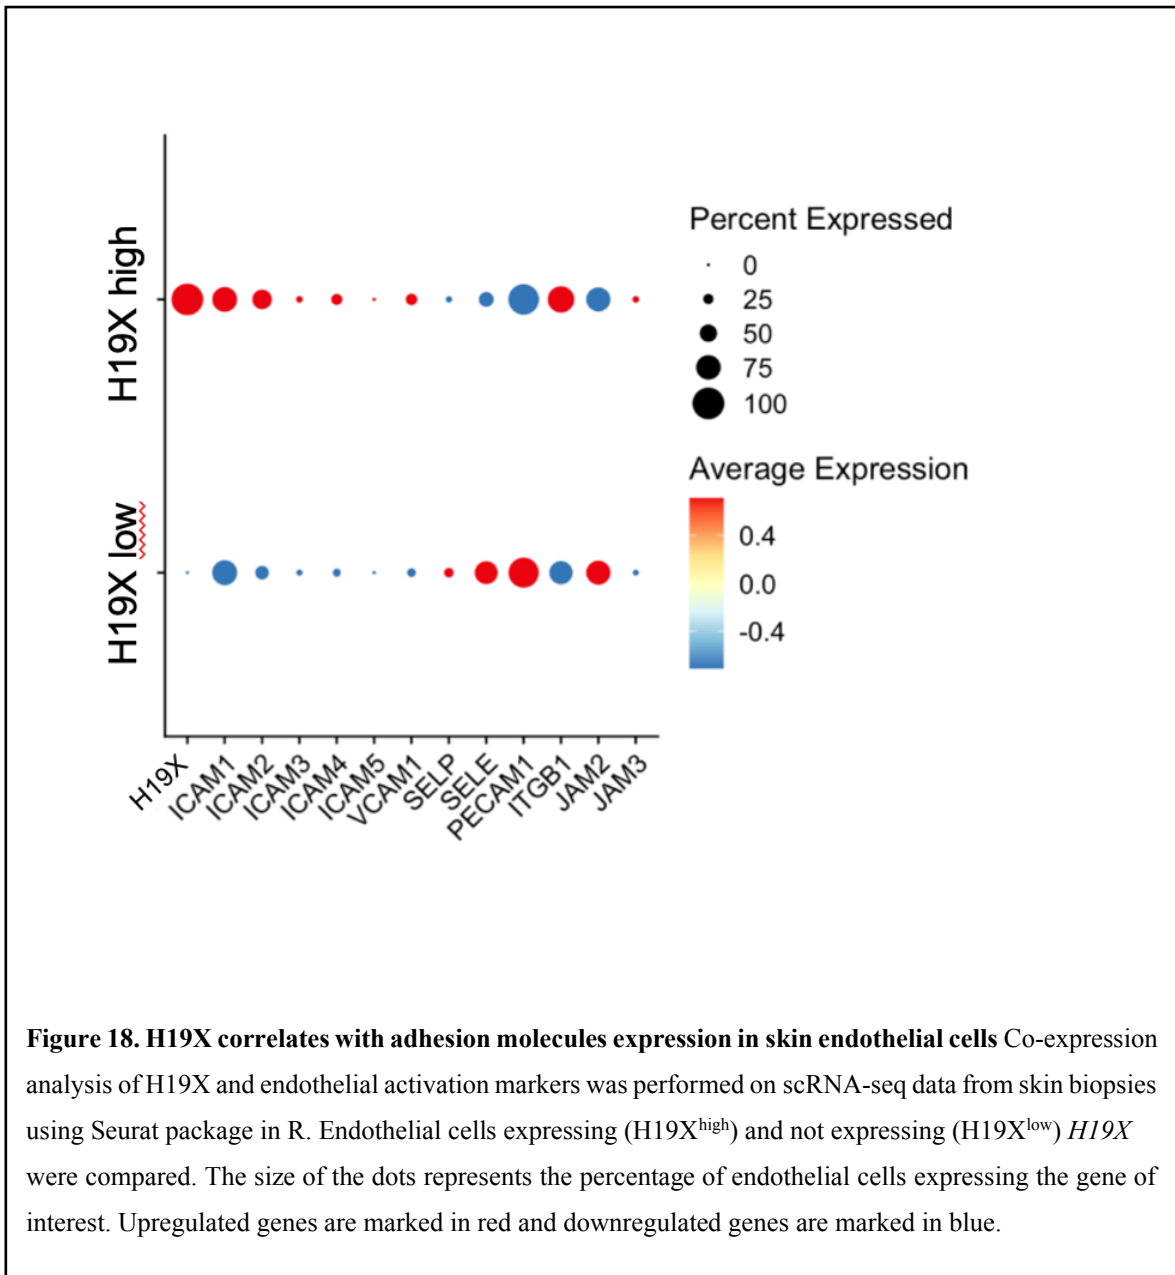 H19X high
H19X low
H19X
ICAM1
ICAM2
ICAM3
ICAM4
ICAM5
VCAM1
SELP
SELE
PECAM1
ITGB1
JAM2
JAM3
Percent Expressed
0
25
50
75
100
Average Expression
0.4
0.0
-0.4
Figure 18. H19X correlates with adhesion molecules expression in skin endothelial cells Co-expression
analysis of H19X and endothelial activation markers was performed on scRNA-seq data from skin biopsies
using Seurat package in R. Endothelial cells expressing (H19Xhigh) and not expressing (H19Xlow) H19X
were compared. The size of the dots represents the percentage of endothelial cells expressing the gene of
interest. Upregulated genes are marked in red and downregulated genes are marked in blue.